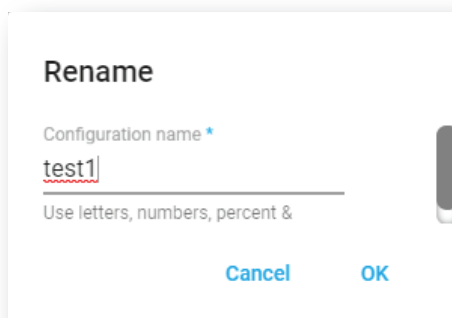 Rename
Configuration name *
test1
Use letters, numbers, percent &
Cancel OK